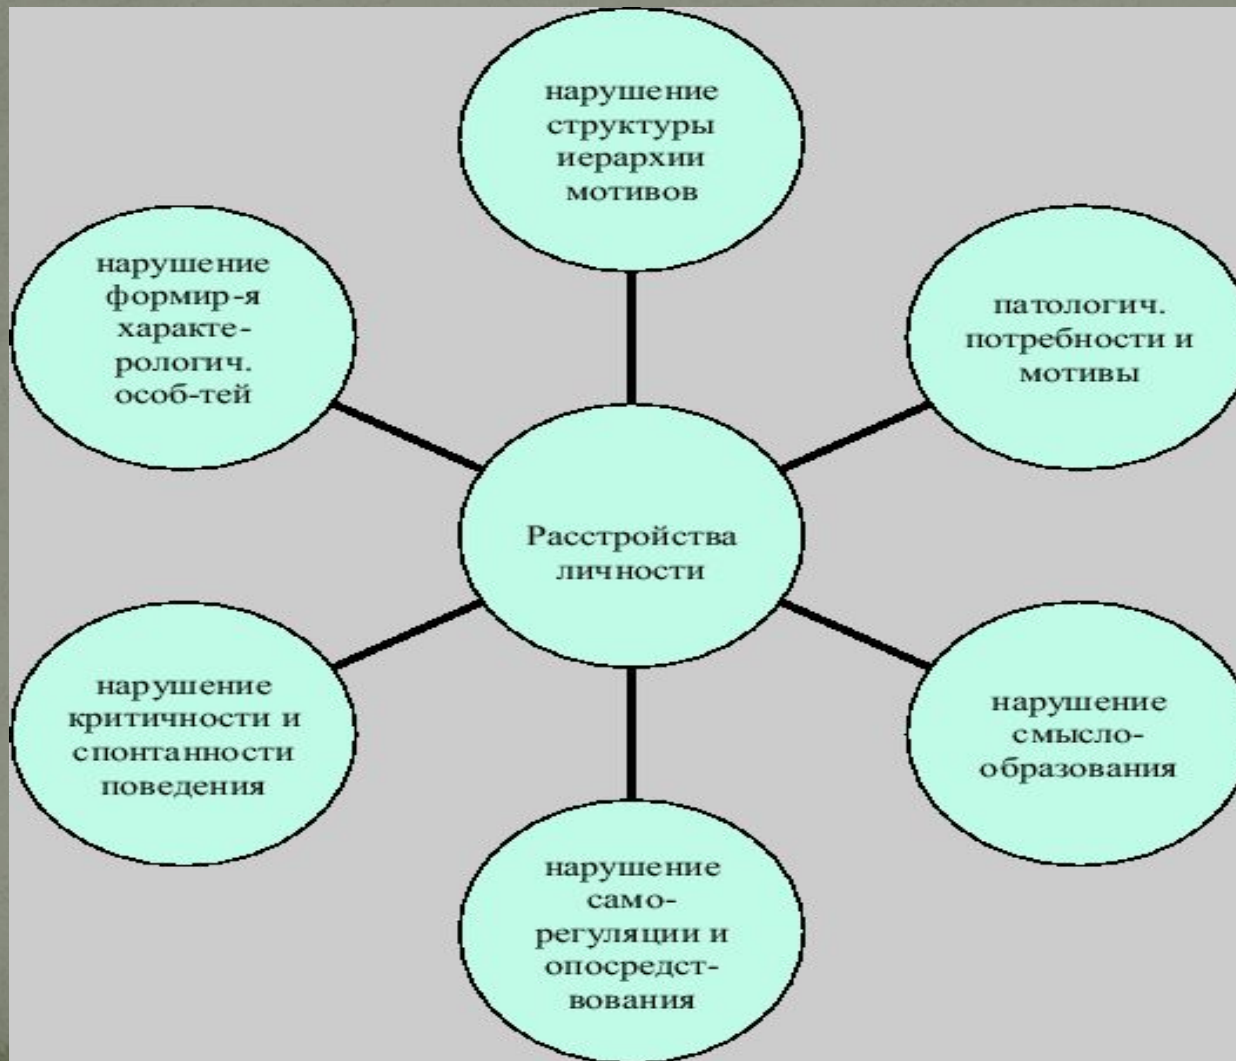 нарушение
структуры
иерархии
мотивов
патологич.
потребности и
мотивы
нарушение
смысло-
образования
нарушение
само-
регуляции и
опосредст-
вования
нарушение
критичности и
спонтанности
поведения
нарушение
формир-я
характе-
рологич.
особ-тей
Расстройства
личности